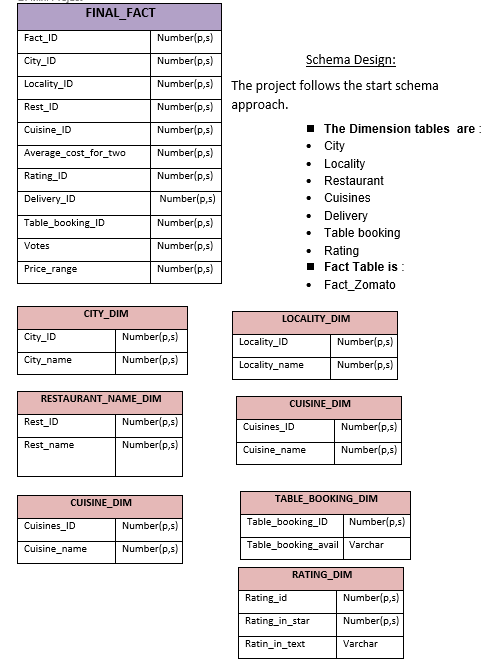 FINAL_FACT
Fact_ID Number(p,s)
City_ID Number(p,s)
Locality_ID Number(p,s)
Rest_ID Number(p,s)
Cuisine_ID Number(p,s)
Average_cost_for_two Number(p,s)
Rating_ID Number(p,s)
Delivery_ID Number(p,s)
Table_booking_ID Number(p,s)
Votes Number(p,s)
Price_range Number(p,s)
Schema Design:
The project follows the start schema
approach.
■ The Dimension tables are :
• City
• Locality
• Restaurant
• Cuisines
• Delivery
• Table booking
• Rating
■ Fact Table is :
• Fact_Zomato
CITY_DIM
City_ID Number(p,s)
City_name Number(p,s)
LOCALITY_DIM
Locality_ID Number(p,s)
Locality_name Number(p,s)
RESTAURANT_NAME_DIM
Rest_ID Number(p,s)
Rest_name Number(p,s)
CUISINE_DIM
Cuisines_ID Number(p,s)
Cuisine_name Number(p,s)
CUISINE_DIM
Cuisines_ID Number(p,s)
Cuisine_name Number(p,s)
TABLE_BOOKING_DIM
Table_booking_ID Number(p,s)
Table_booking_avail Varchar
RATING_DIM
Rating_id Number(p,s)
Rating_in_star Number(p,s)
Ratin_in_text Varchar